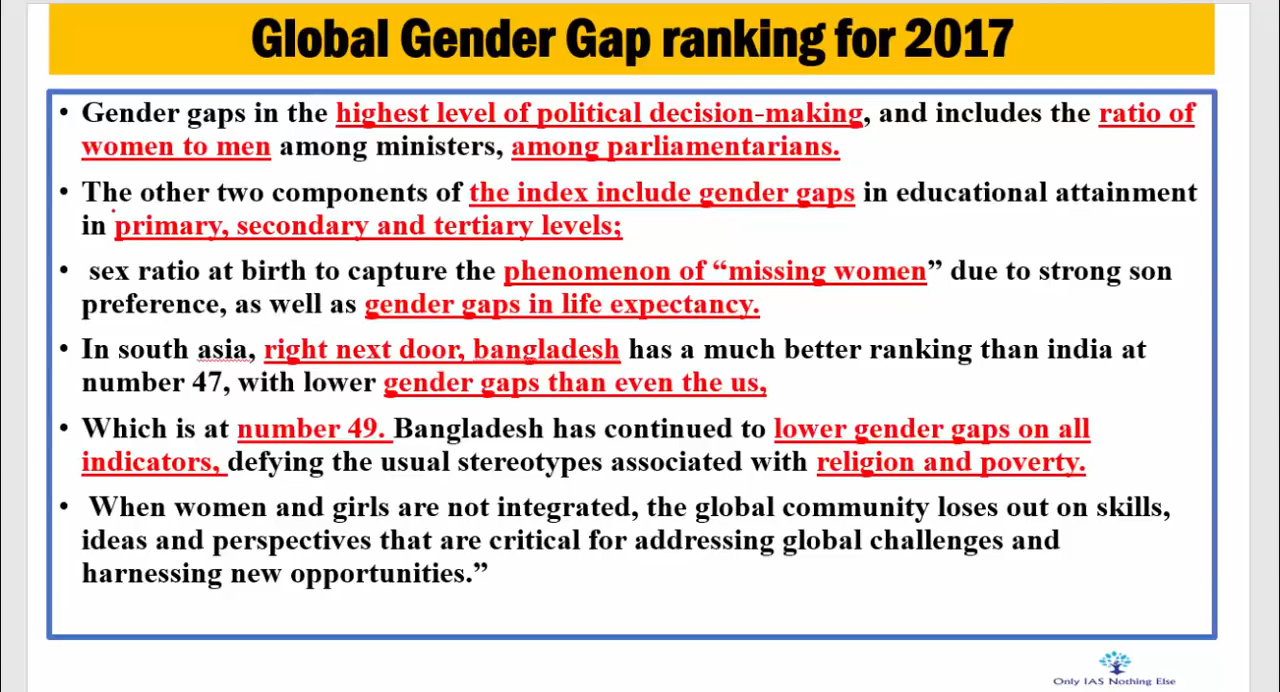 Global Gender Gap ranking for 2017
• Gender gaps in the highest level of political decision-making, and includes the ratio of
women to men among ministers, among parliamentarians.
• The other two components of the index include gender gaps in educational attainment
in primary, secondary and tertiary levels;
• sex ratio at birth to capture the phenomenon of “missing women” due to strong son
preference, as well as gender gaps in life expectancy.
• In south asia, right next door, bangladesh has a much better ranking than india at
number 47, with lower gender gaps than even the us,
• Which is at number 49. Bangladesh has continued to lower gender gaps on all
indicators, defying the usual stereotypes associated with religion and poverty.
• When women and girls are not integrated, the global community loses out on skills,
ideas and perspectives that are critical for addressing global challenges and
harnessing new opportunities.”
Only IAS Nothing Else